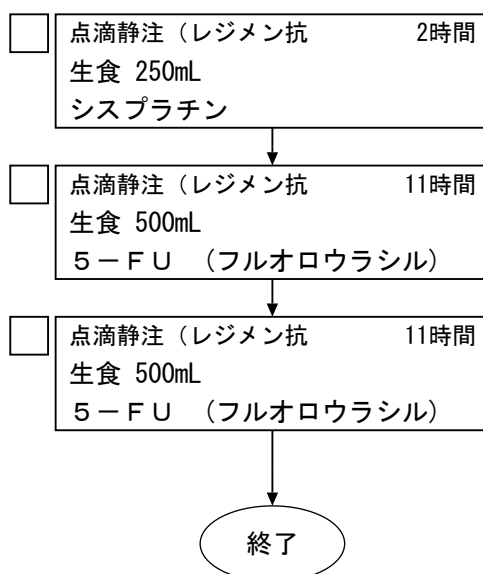 点滴静注（レジメン抗 2時間
生食 250mL
シスプラチン
点滴静注（レジメン抗 11時間
生食 500mL
５－ＦＵ （フルオロウラシル）
点滴静注（レジメン抗 11時間
生食 500mL
５－ＦＵ （フルオロウラシル）
終了